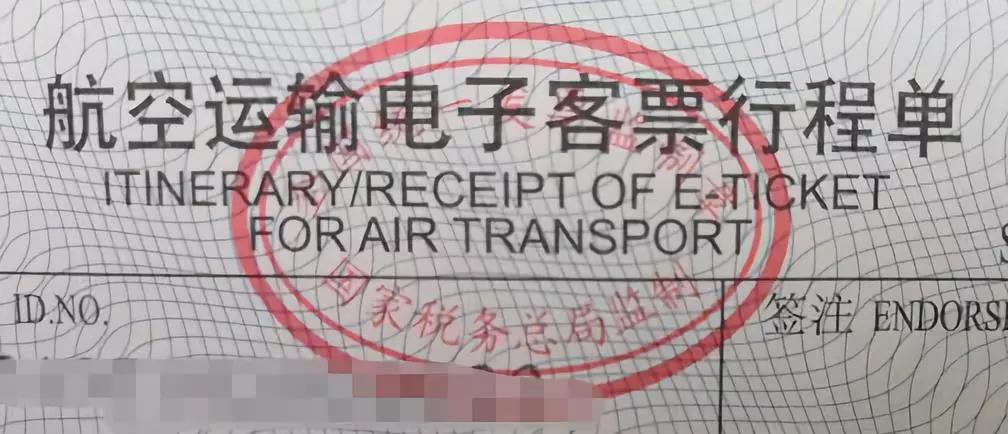 航空运输电子客票行程单
ITINERARY/RECEIPT OF E-TICKET
FOR AIR TRANSPORT
国家税务总局监制
ID.NO.
签注 ENDORS